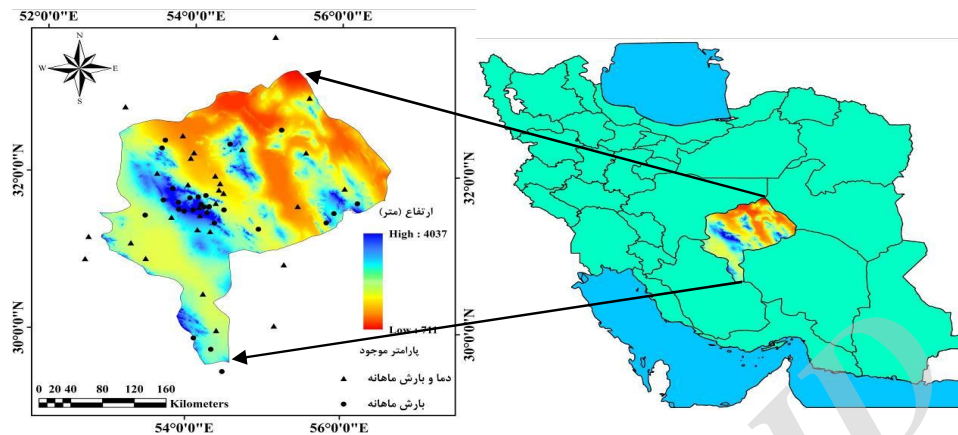 52°0'0"E 54°0'0"E 56°0'0"E
N
W E
S
32°0'0"N
32°0'0"N
ارتفاع (متر)
High : 4037
Low : 711
30°0'0"N
30°0'0"N
پارامتر موجود
دما و بارش ماهانه
بارش ماهانه
0 20 40 80 120 160
Kilometers
54°0'0"E 56°0'0"E